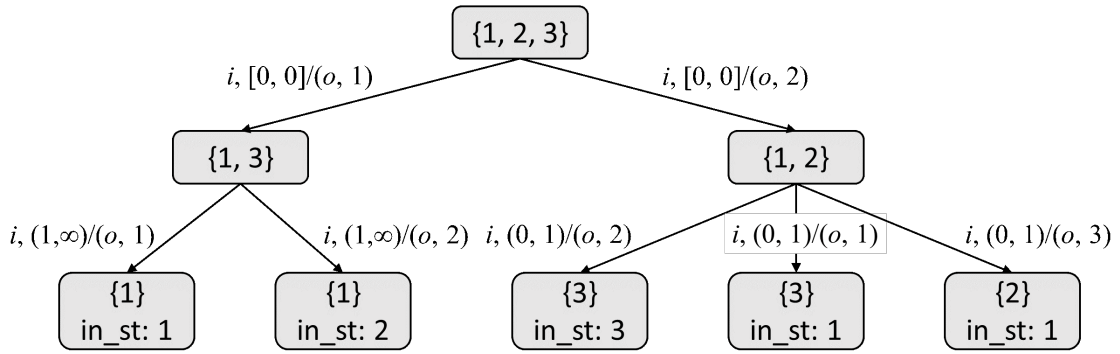 {1, 2, 3}
i, [0, 0]/(o, 1)
i, [0, 0]/(o, 2)
{1, 3}
{1, 2}
i, (1,∞)/(o, 1)
i, (1,∞)/(o, 2)
i, (0, 1)/(o, 2)
i, (0, 1)/(o, 1)
i, (0, 1)/(o, 3)
{1}
in_st: 1
{1}
in_st: 2
{3}
in_st: 3
{3}
in_st: 1
{2}
in_st: 1